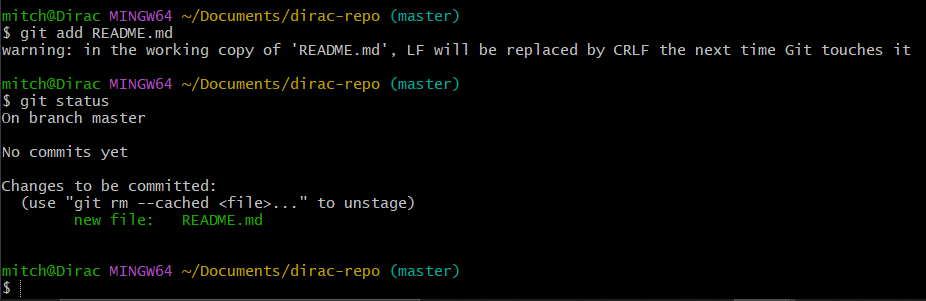 mitch@Dirac MINGW64 ~/Documents/dirac-repo (master)
$ git add README.md
warning: in the working copy of 'README.md', LF will be replaced by CRLF the next time Git touches it

mitch@Dirac MINGW64 ~/Documents/dirac-repo (master)
$ git status
On branch master

No commits yet

Changes to be committed:
  (use "git rm --cached <file>..." to unstage)
        new file:   README.md


mitch@Dirac MINGW64 ~/Documents/dirac-repo (master)
$